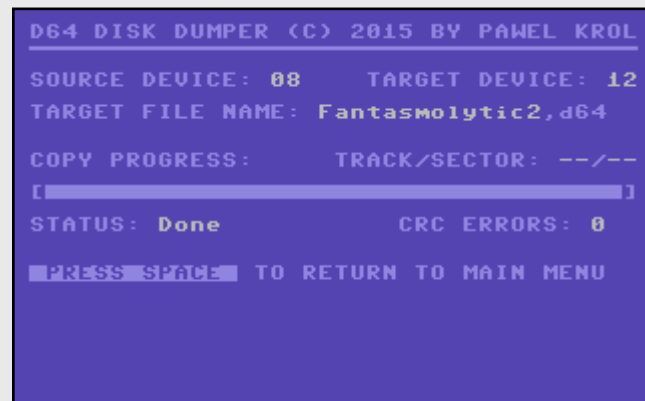 D64 DISK DUMPER (C) 2015 BY PAWEL KROL
SOURCE DEVICE: 08 TARGET DEVICE: 12
TARGET FILE NAME: Fantasmolytic2,d64
COPY PROGRESS: TRACK/SECTOR: --/--
[ ]
STATUS: Done CRC ERRORS: 0
PRESS SPACE TO RETURN TO MAIN MENU